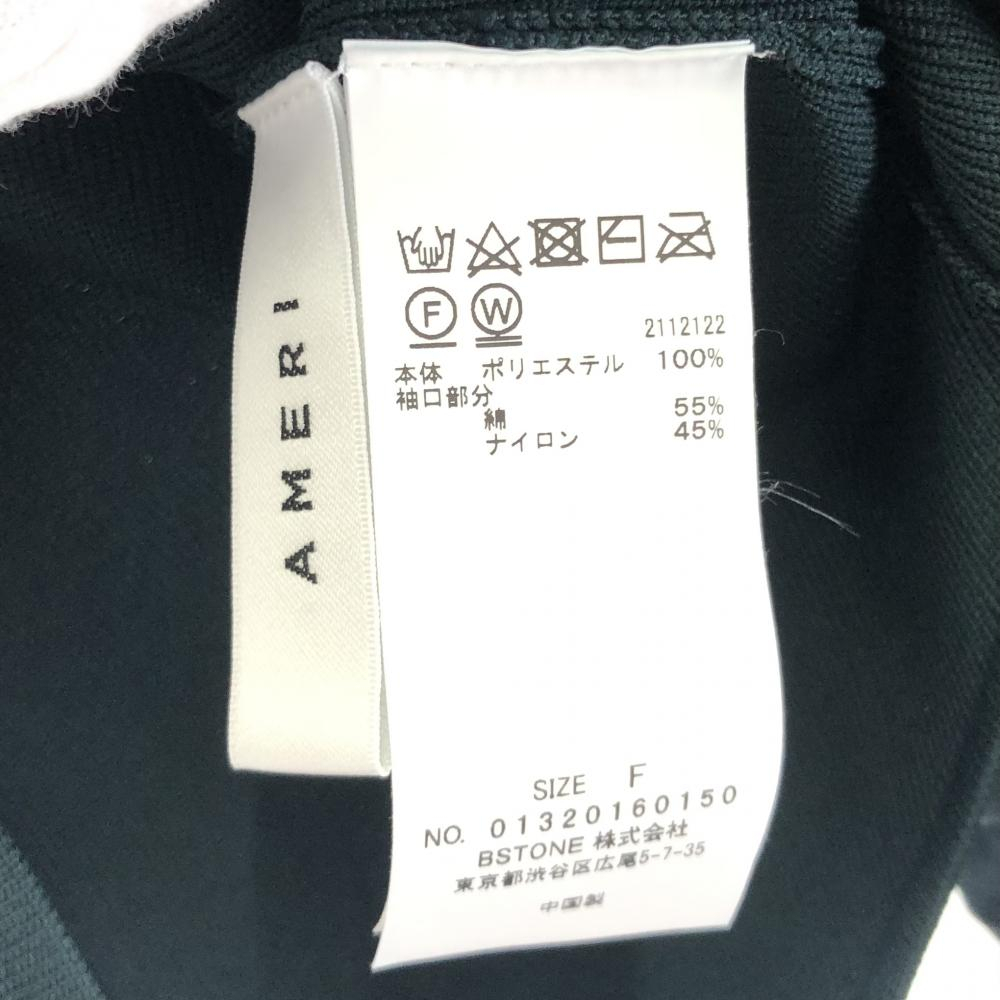 AMERI
F W
2112122
本体 ポリエステル 100%
袖口部分
綿 55%
ナイロン 45%
SIZE F
NO. 01320160150
BSTONE 株式会社
東京都渋谷区広尾5-7-35
中国製